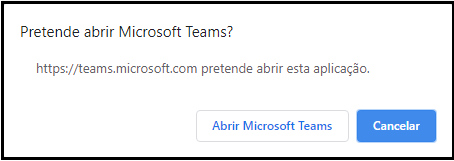 Pretende abrir Microsoft Teams?
https://teams.microsoft.com pretende abrir esta aplicação.
Abrir Microsoft Teams
Cancelar